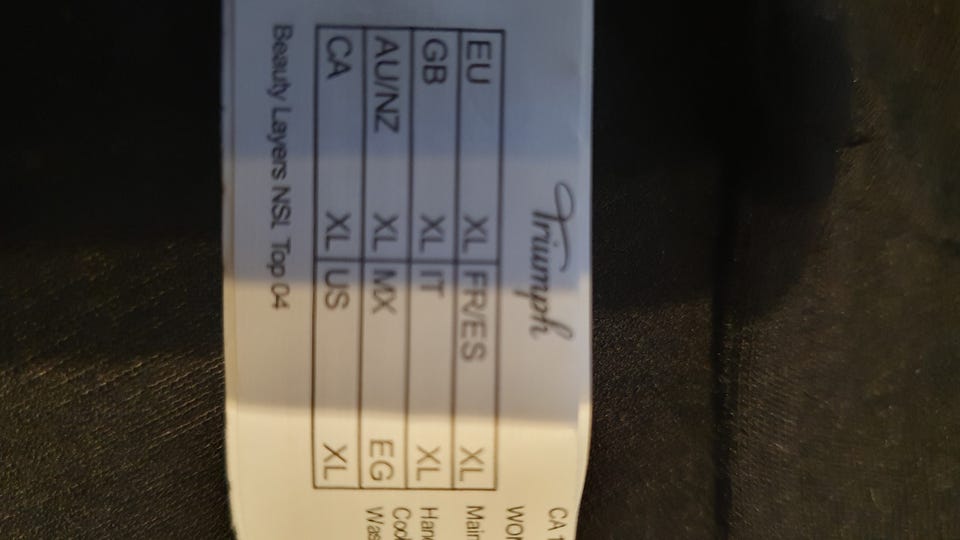 Triumph
EU XL FR/ES XL
GB XL IT XL
AU/NZ XL MX EG
CA XL US XL
Beauty Layers NSL Top 04
CA